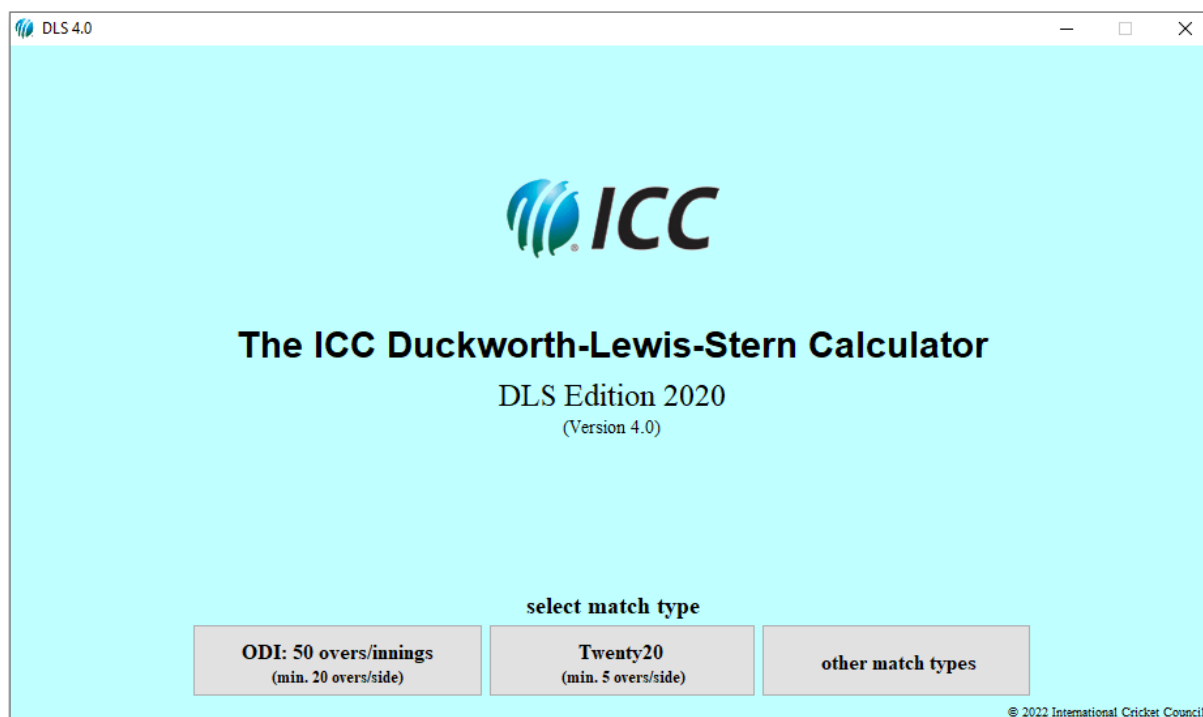 DLS 4.0
ICC
The ICC Duckworth-Lewis-Stern Calculator
DLS Edition 2020
(Version 4.0)
select match type
ODI: 50 overs/innings
(min. 20 overs/side)
Twenty20
(min. 5 overs/side)
other match types
© 2022 International Cricket Council